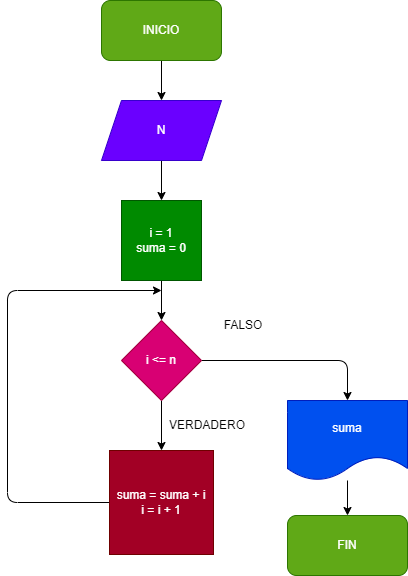 INICIO
N
i = 1
suma = 0
FALSO
i <= n
VERDADERO
suma
suma = suma + i
i = i + 1
FIN